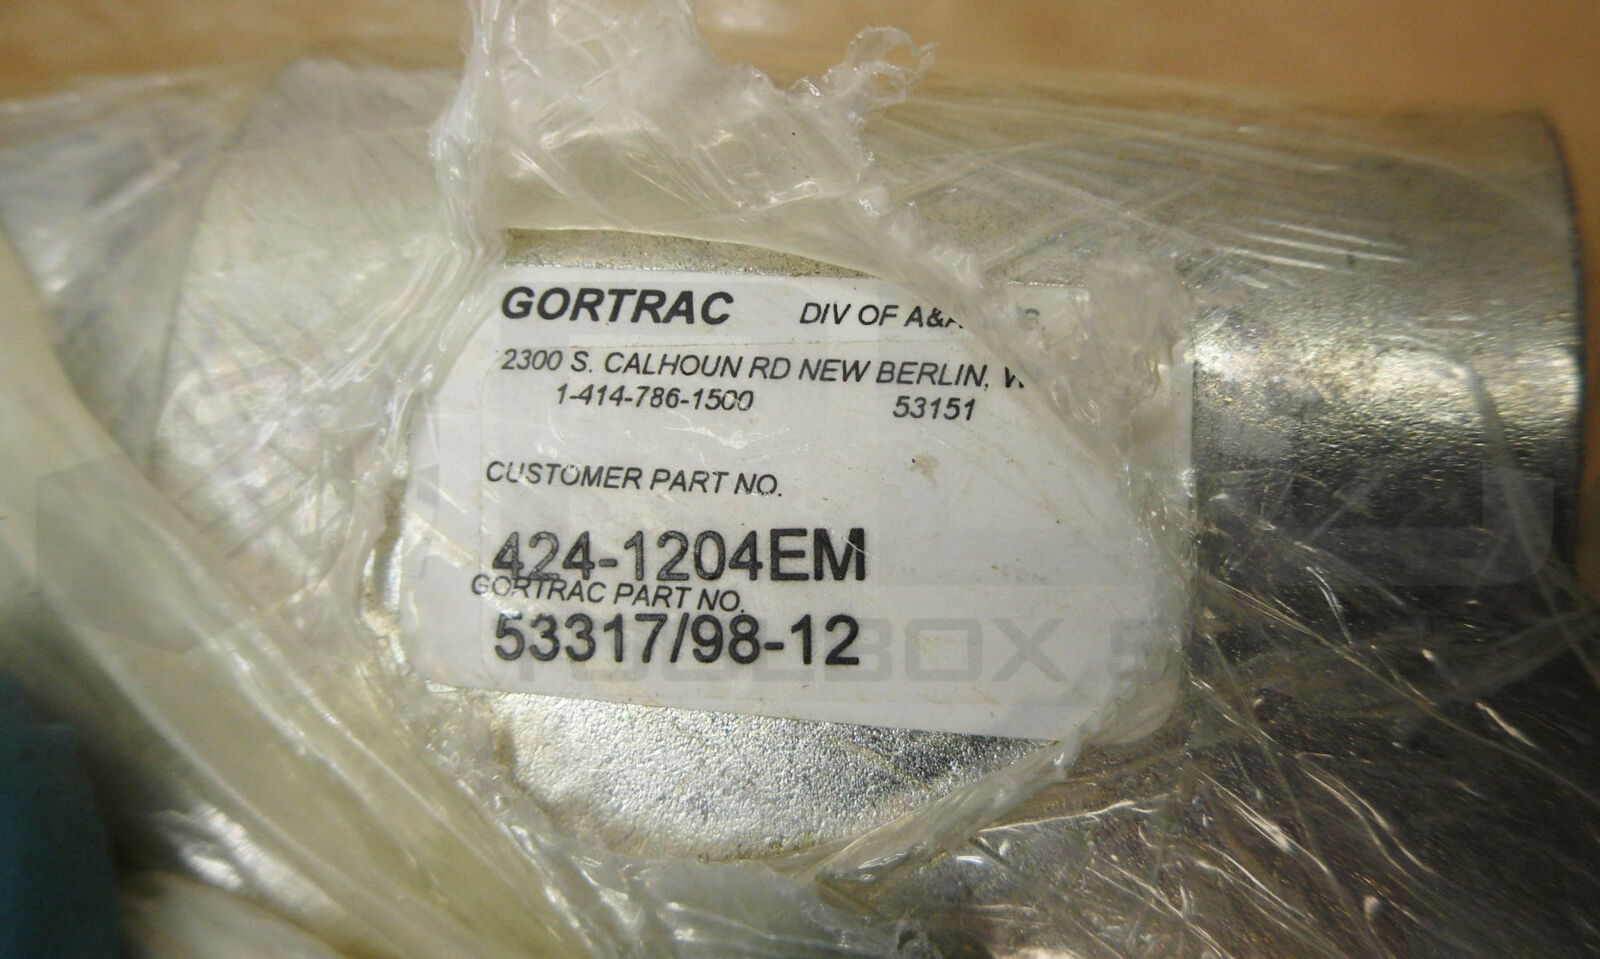 GORTRAC DIV OF
2300 S. CALHOUN RD NEW BERLIN,
1-414-786-1500 53151
CUSTOMER PART NO.
424-1204EM
GORTRAC PART NO.
53317/98-12